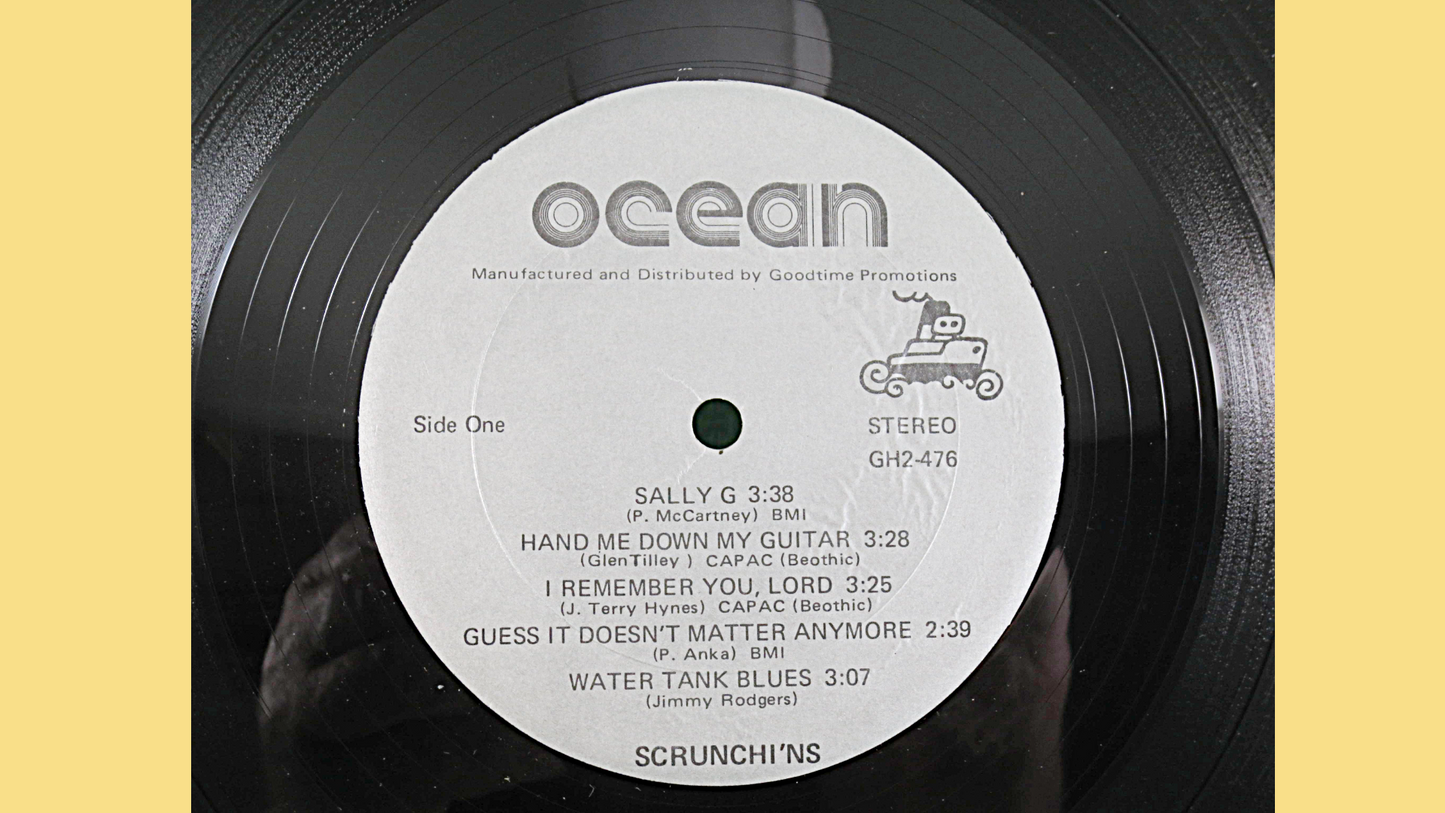 ocean
Manufactured and Distributed by Goodtime Promotions
Side One
STEREO
GH2-476
SALLY G 3:38
(P. McCartney) BMI
HAND ME DOWN MY GUITAR 3:28
(Glen Tilley ) CAPAC (Beothic)
I REMEMBER YOU, LORD 3:25
(J. Terry Hynes) CAPAC (Beothic)
GUESS IT DOESN'T MATTER ANYMORE 2:39
(P. Anka) BMI
WATER TANK BLUES 3:07
(Jimmy Rodgers)
SCRUNCHI'NS